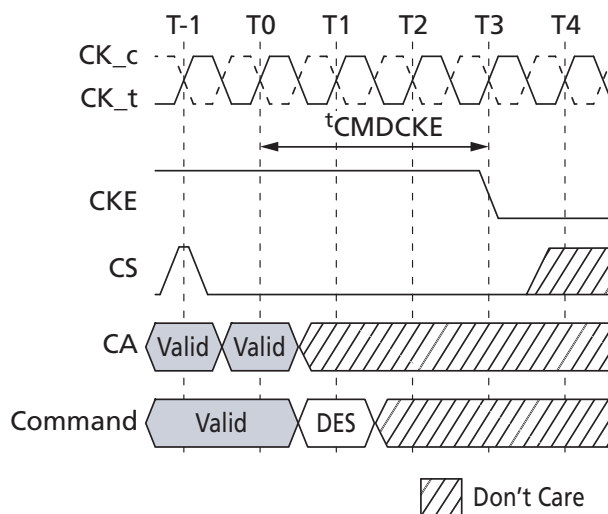 T-1 T0 T1 T2 T3 T4
CK_c
CK_t
tCMDCKE
CKE
CS
CA Valid Valid
Command Valid DES
Don't Care